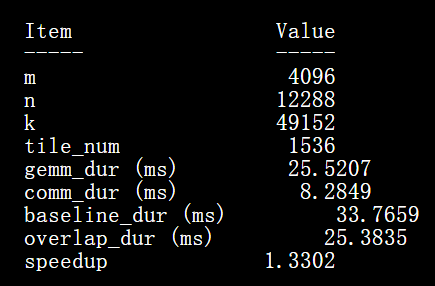 Item Value
----- -----
m 4096
n 12288
k 49152
tile_num 1536
gemm_dur (ms) 25.5207
comm_dur (ms) 8.2849
baseline_dur (ms) 33.7659
overlap_dur (ms) 25.3835
speedup 1.3302